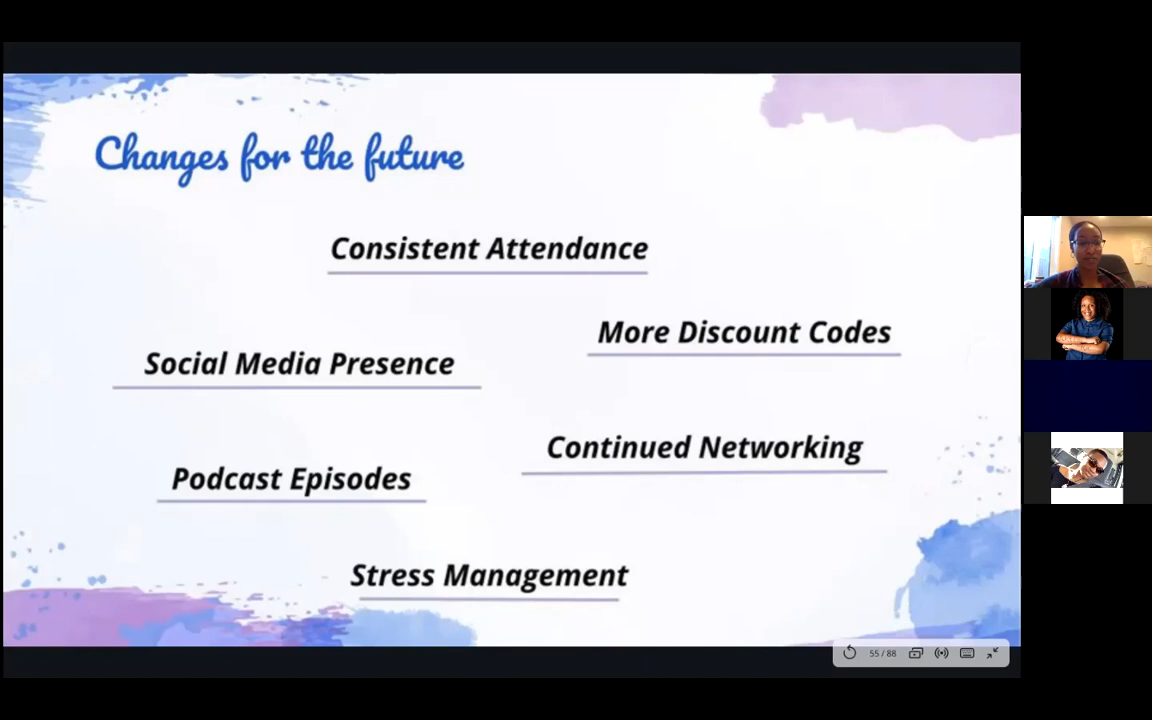 Changes for the future
Consistent Attendance
More Discount Codes
Social Media Presence
Continued Networking
Podcast Episodes
Stress Management
55 / 88